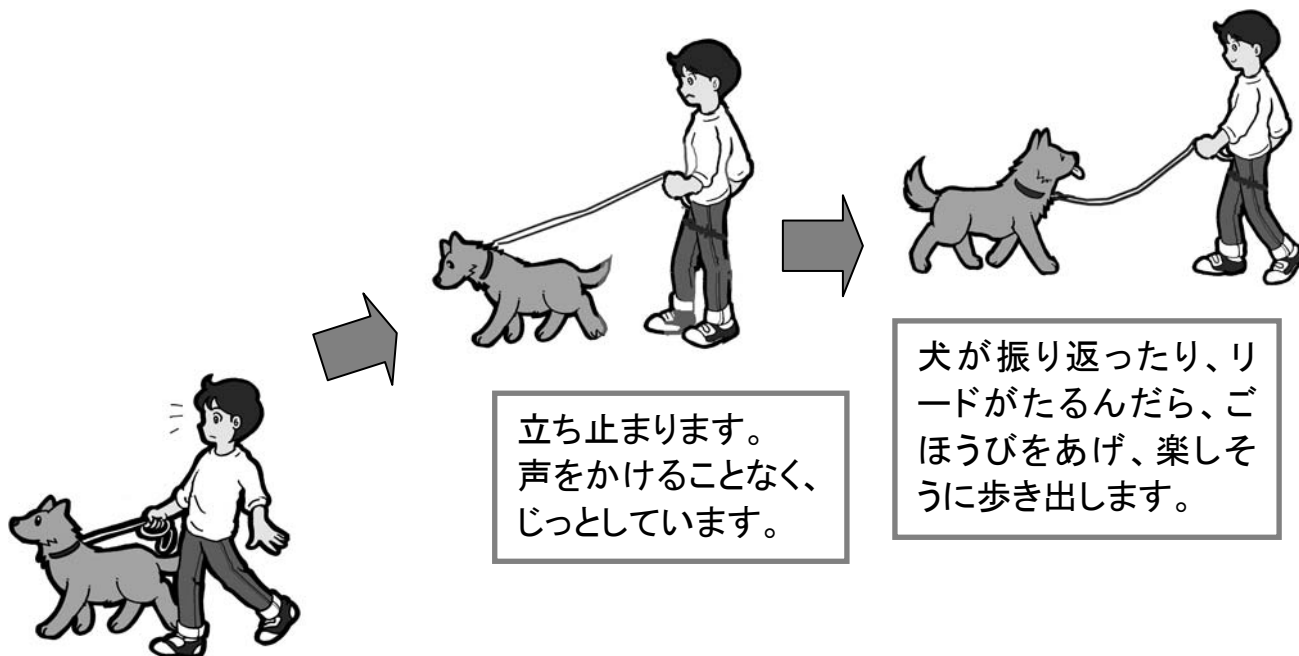 立ち止まります。
声をかけることなく、
じっとしています。
犬が振り返ったり、リ
ードがたるんだら、ご
ほうびをあげ、楽しそ
うに歩き出します。